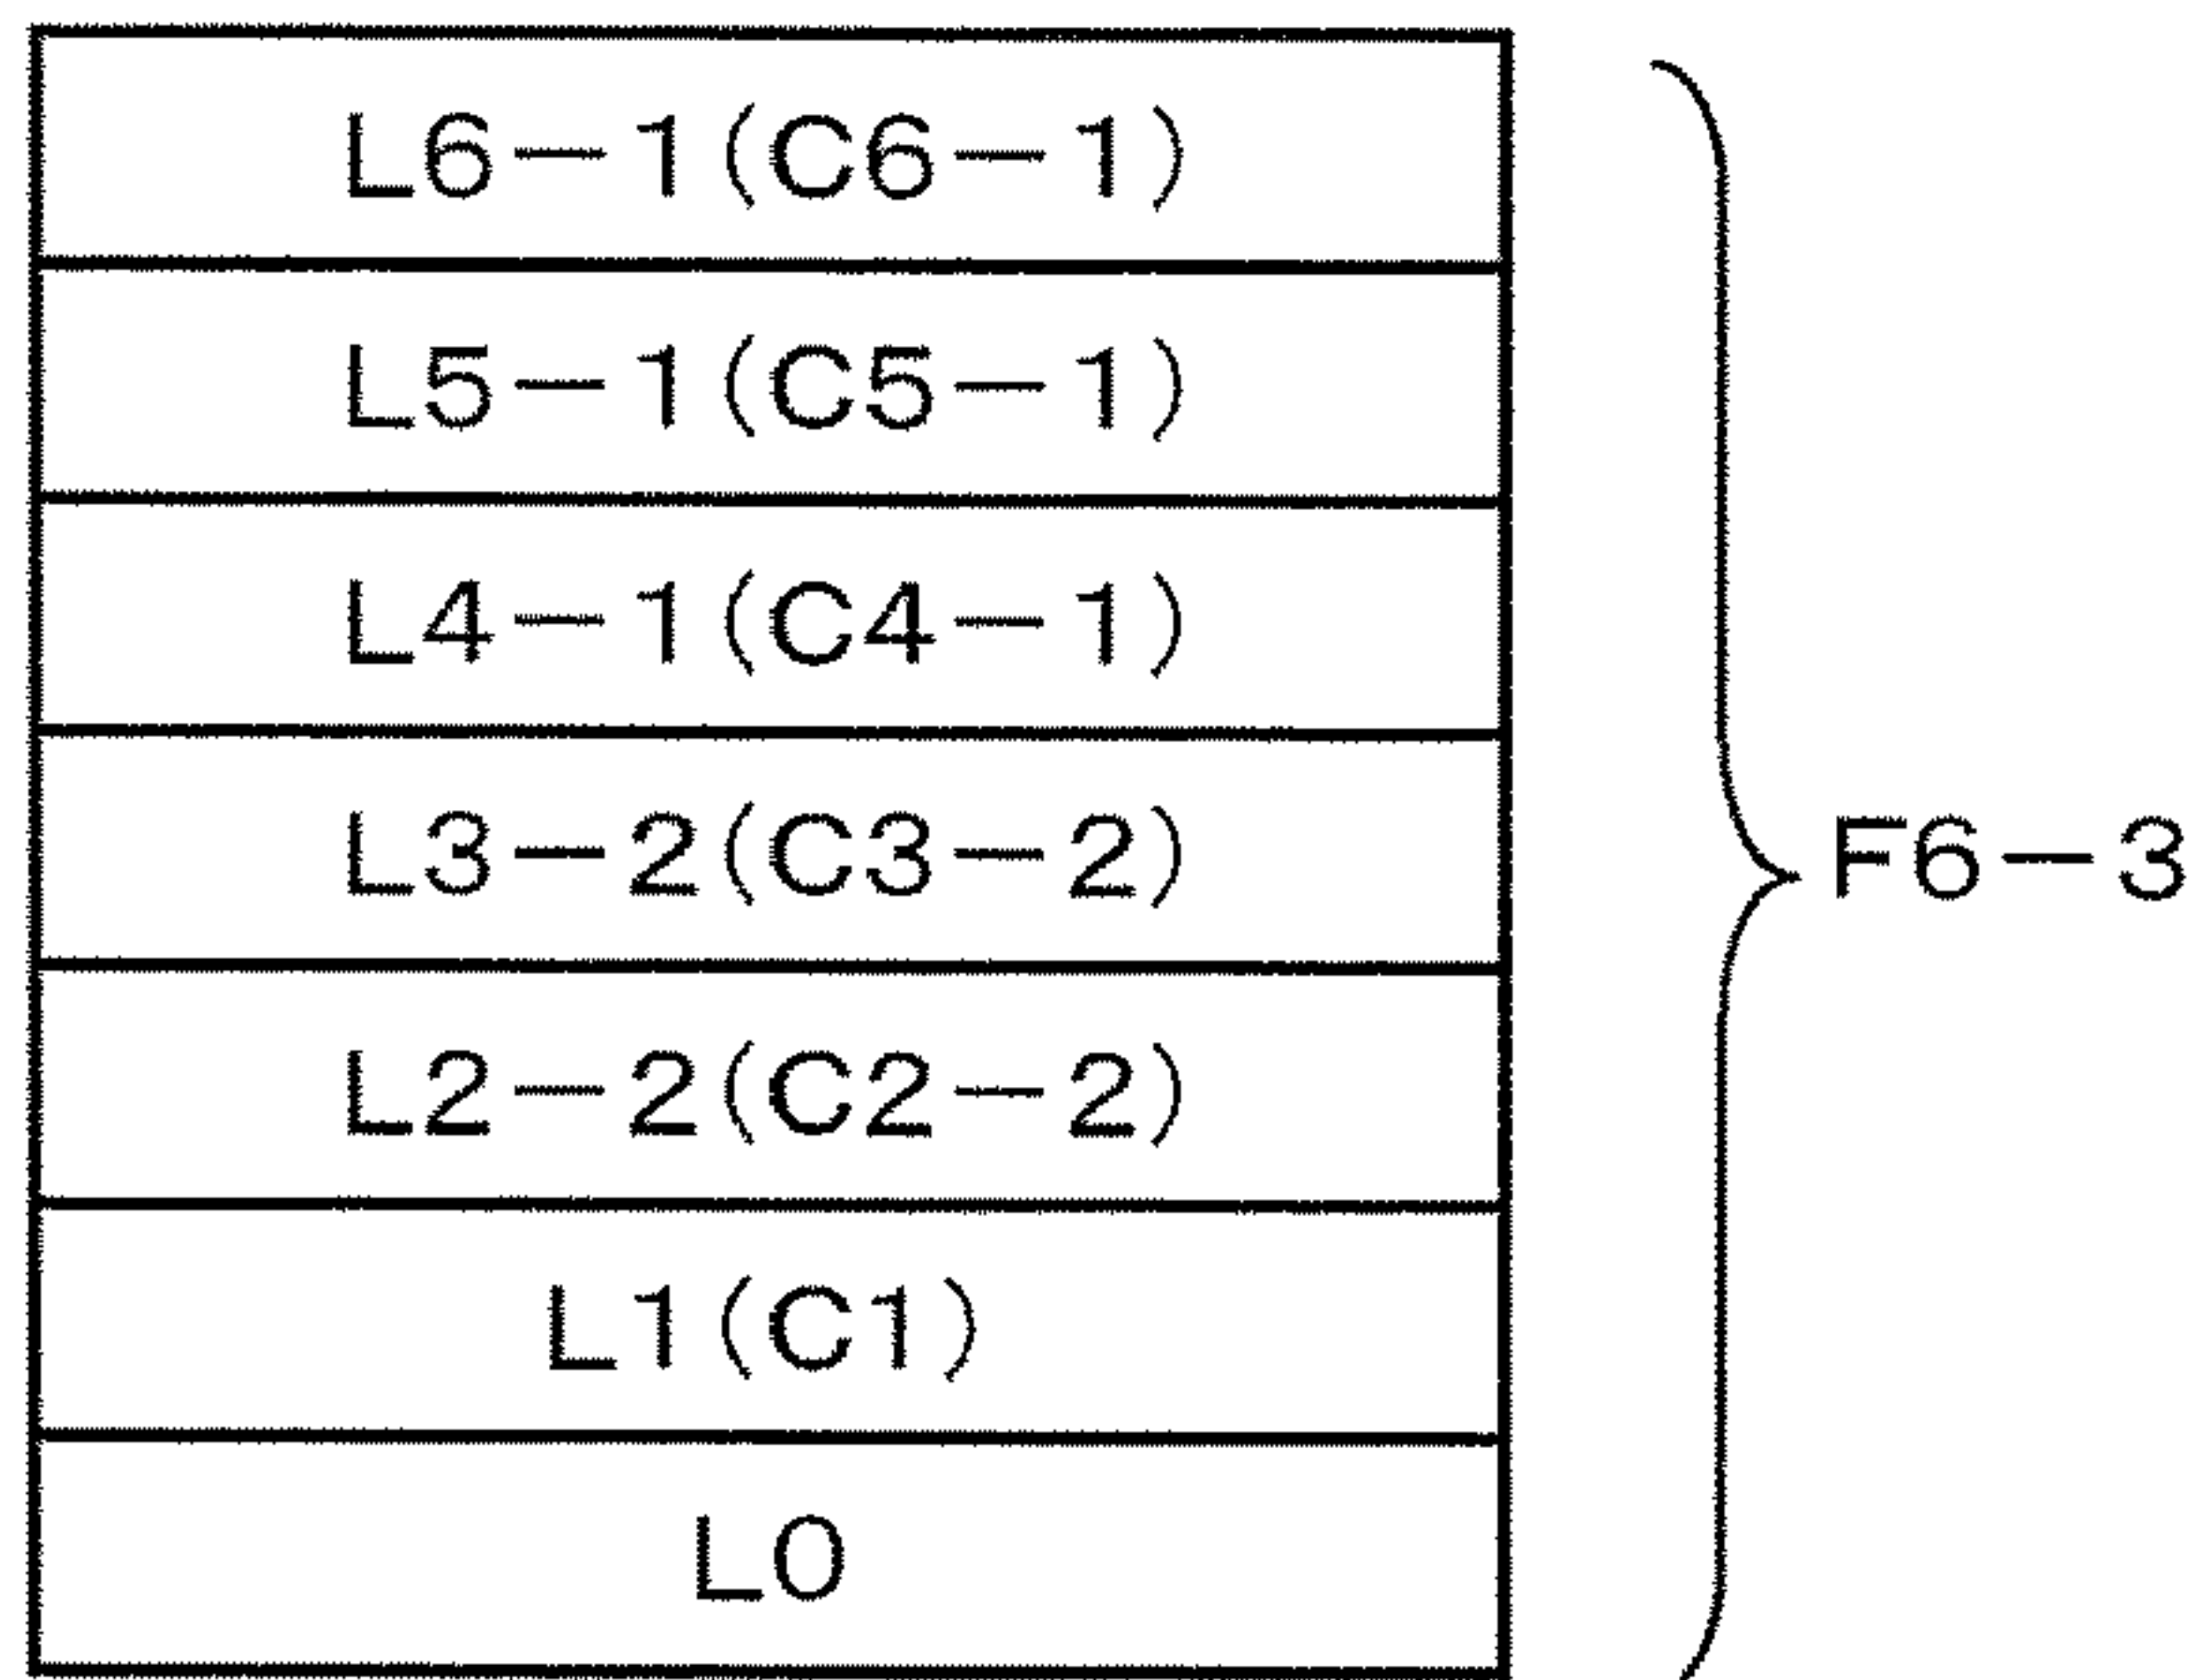 L6-1(C6-1)
L5-1(C5-1)
L4-1(C4-1)
L3-2(C3-2)
F6-3
L2-2(C2-2)
L1(C1)
L0